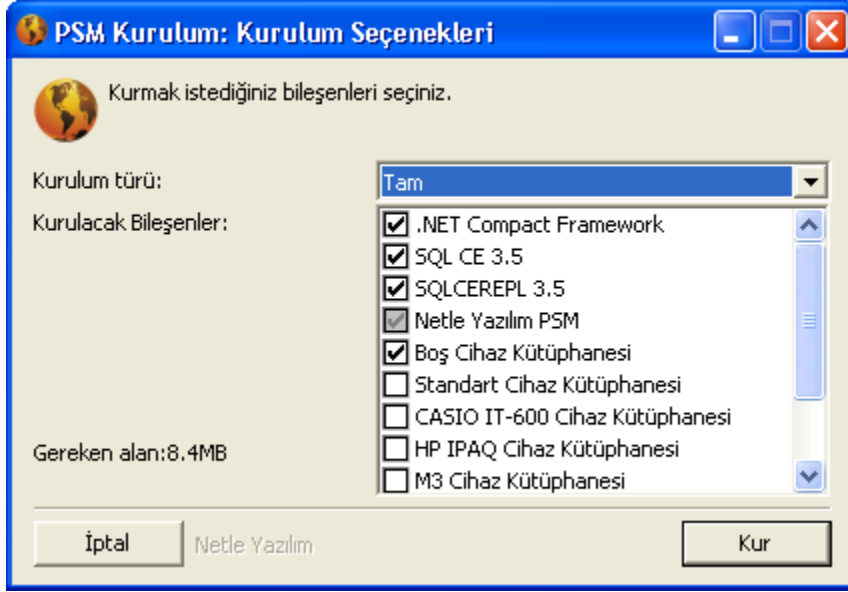 PSM Kurulum: Kurulum Seçenekleri
Kurmak istediğiniz bileşenleri seçiniz.
Kurulum türü:
Tam
Kurulacak Bileşenler:
.NET Compact Framework
SQL CE 3.5
SQLCEREPL 3.5
Netle Yazılım PSM
Boş Cihaz Kütüphanesi
Standart Cihaz Kütüphanesi
CASIO IT-600 Cihaz Kütüphanesi
HP IPAQ Cihaz Kütüphanesi
M3 Cihaz Kütüphanesi
Gereken alan:8.4MB
İptal
Netle Yazılım
Kur